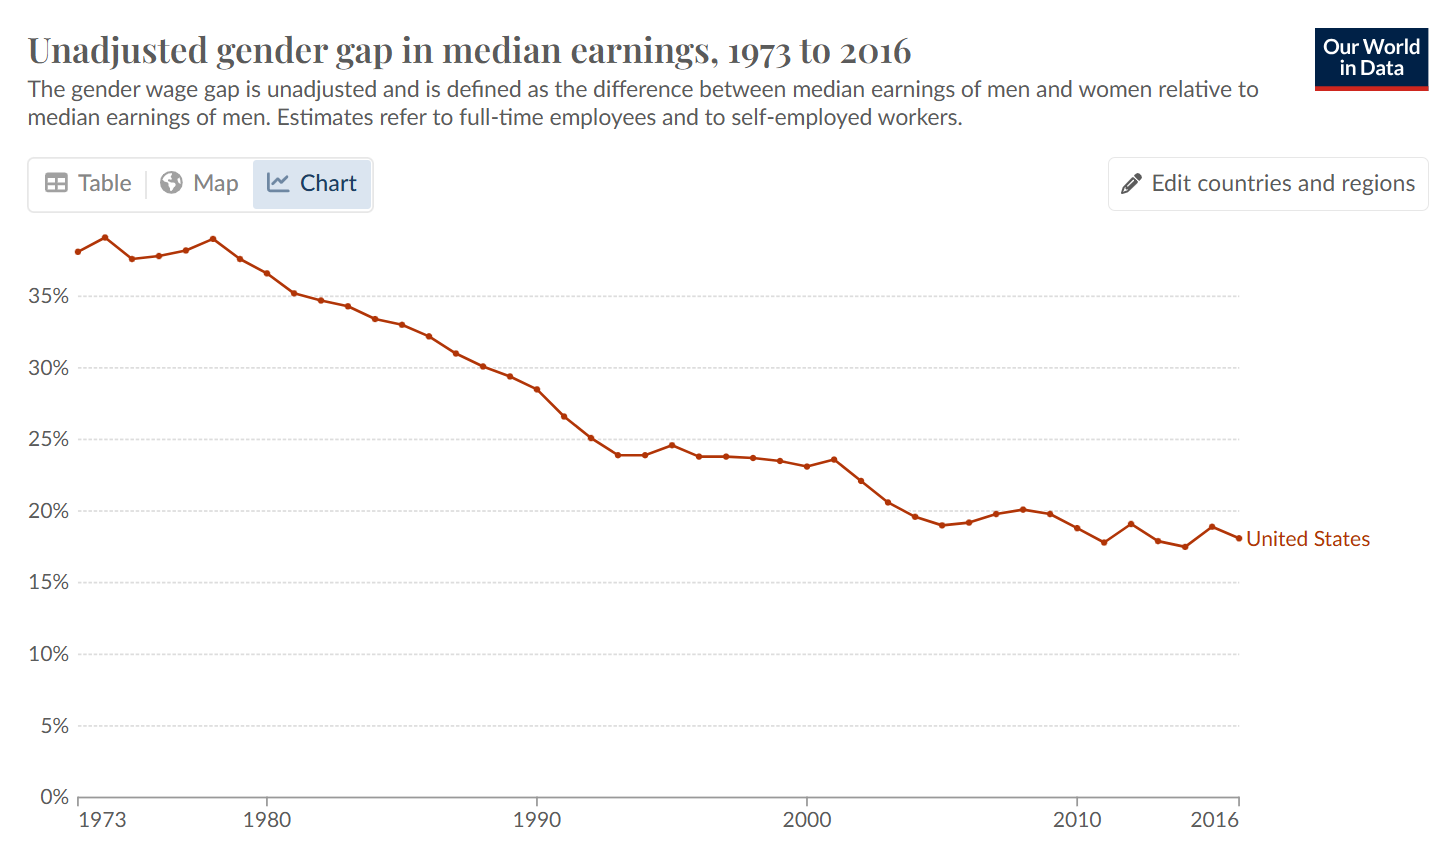 Unadjusted gender gap in median earnings, 1973 to 2016
Our World
in Data
The gender wage gap is unadjusted and is defined as the difference between median earnings of men and women relative to
median earnings of men. Estimates refer to full-time employees and to self-employed workers.
Table
Map
Chart
Edit countries and regions
35%
30%
25%
20%
United States
15%
10%
5%
0%
1973
1980
1990
2000
2010
2016